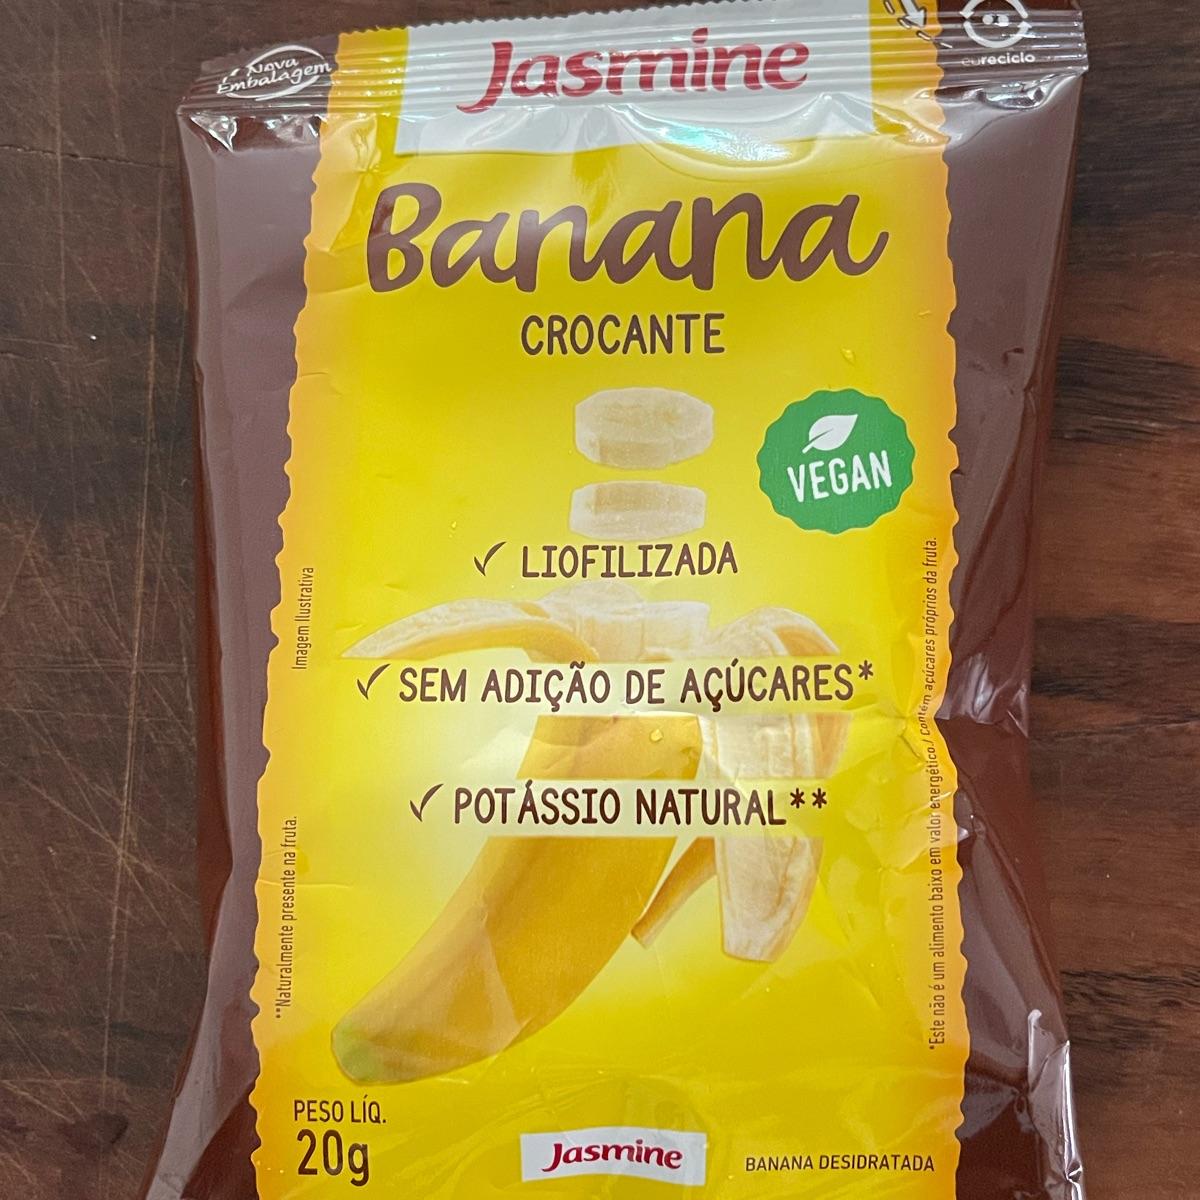 Nova
Embalagem
Jasmine
eureciclo
Banana
CROCANTE
VEGAN
✓ LIOFILIZADA
✓ SEM ADIÇÃO DE AÇÚCARES*
✓ POTÁSSIO NATURAL**
Imagem Ilustrativa
**Naturalmente presente na fruta.
*Este não é um alimento baixo em valor energético./ Contém açúcares próprios da fruta.
PESO LÍQ.
20g
Jasmine
BANANA DESIDRATADA